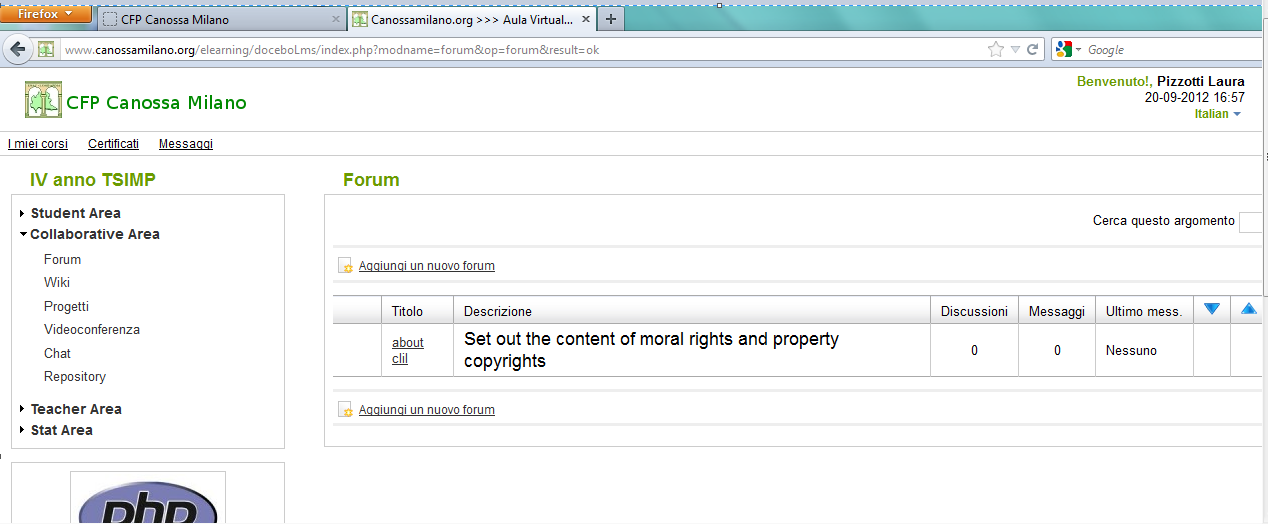 Firefox
CFP Canossa Milano
Canossamilano.org >>> Aula Virtual...
www.canossamilano.org/elearning/doceboLms/index.php?modname=forum&op=forum&result=ok
Google
CFP Canossa Milano
Benvenuto!, Pizzotti Laura
20-09-2012 16:57
Italian
I miei corsi Certificati Messaggi
IV anno TSIMP
Student Area
Collaborative Area
Forum
Wiki
Progetti
Videoconferenza
Chat
Repository
Teacher Area
Stat Area
php
Forum
Cerca questo argomento
Aggiungi un nuovo forum
Titolo Descrizione Discussioni Messaggi Ultimo mess.
about
clil
Set out the content of moral rights and property
copyrights
0 0 Nessuno
Aggiungi un nuovo forum